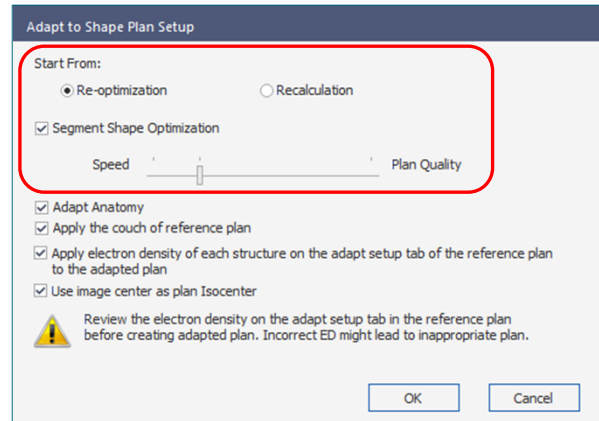 Adapt to Shape Plan Setup
Start From:
Re-optimization Recalculation
Segment Shape Optimization
Speed Plan Quality
Adapt Anatomy
Apply the couch of reference plan
Apply electron density of each structure on the adapt setup tab of the reference plan
to the adapted plan
Use image center as plan Isocenter
Review the electron density on the adapt setup tab in the reference plan
before creating adapted plan. Incorrect ED might lead to inappropriate plan.
OK Cancel